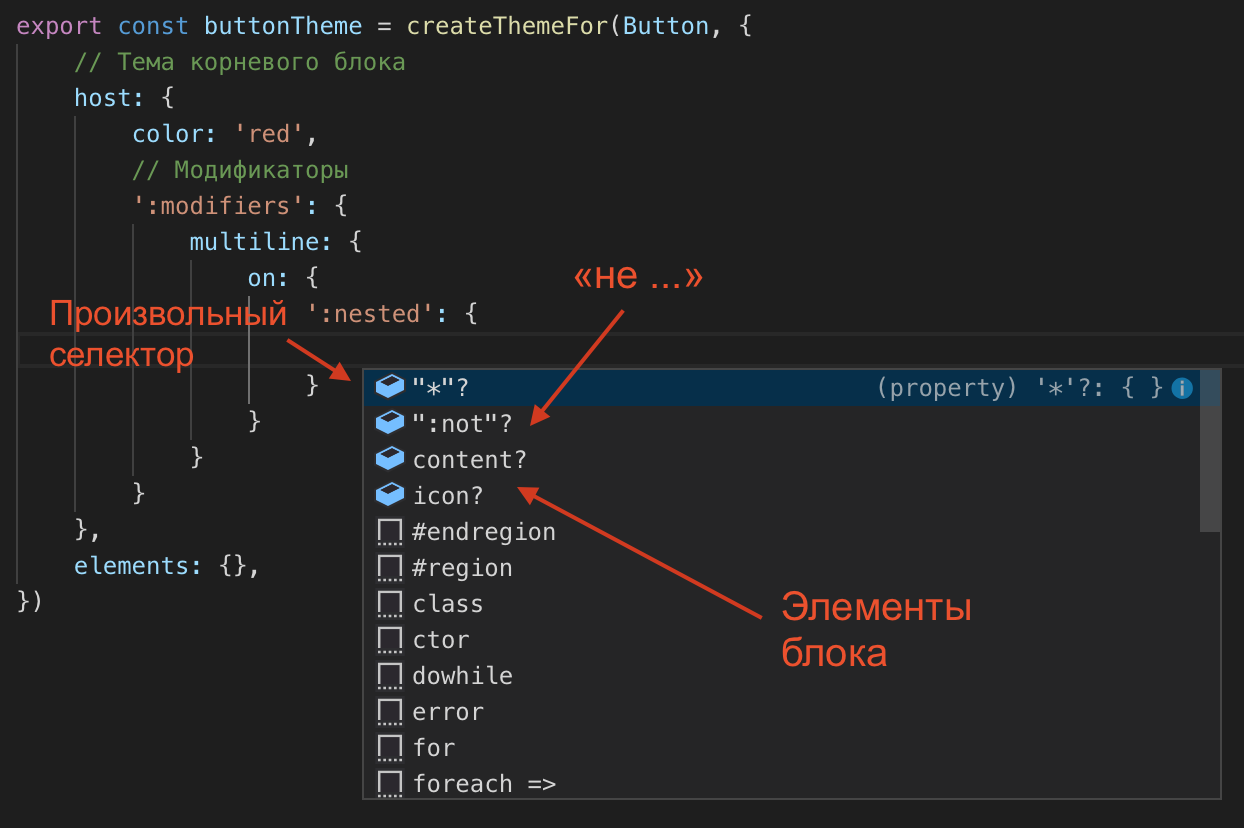 export const buttonTheme = createThemeFor(Button, {
// Тема корневого блока
host: {
color: 'red',
// Модификаторы
':modifiers': {
multiline: {
on: {
«не ...»
Произвольный
селектор
':nested': {
}
}
}
}
},
elements: {},
})
"*"?
(property) '*'?: { }
":not"?
content?
icon?
#endregion
#region
class
ctor
dowhile
error
for
foreach =>
Элементы
блока